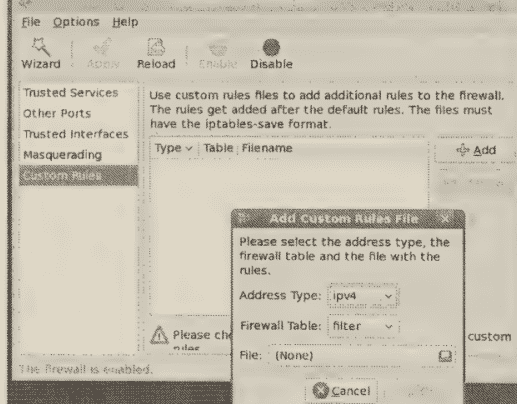 File Options Help
Wizard Apply Reload Enable Disable
Trusted Services
Other Ports
Trusted Interfaces
Masquerading
Custom Rules
Use custom rules files to add additional rules to the firewall.
The rules get added after the default rules. The files must
have the iptables-save format.
Type Table Filename
Add
Add Custom Rules File
Please select the address type, the
firewall table and the file with the
rules.
Address Type: ipv4
Firewall Table: filter
File: (None)
Cancel
Please che
rules
custom
The firewall is enabled.